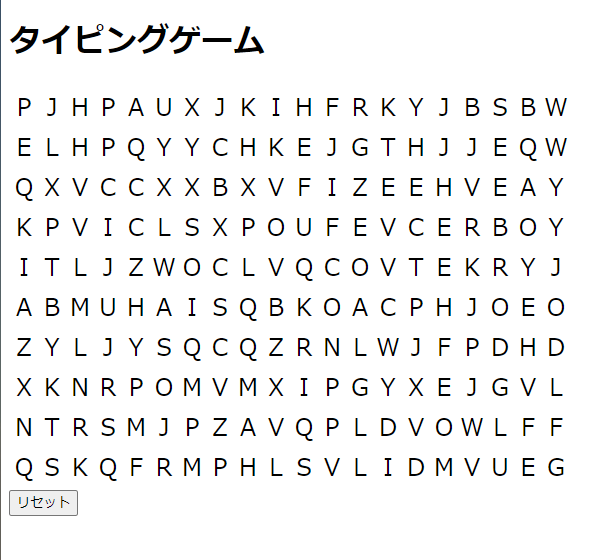 タイピングゲーム
P J H P A U X J K I H F R K Y J B S B W
E L H P Q Y Y C H K E J G T H J J E Q W
Q X V C C X X B X V F I Z E E H V E A Y
K P V I C L S X P O U F E V C E R B O Y
I T L J Z W O C L V Q C O V T E K R Y J
A B M U H A I S Q B K O A C P H J O E O
Z Y L J Y S Q C Q Z R N L W J F P D H D
X K N R P O M V M X I P G Y X E J G V L
N T R S M J P Z A V Q P L D V O W L F F
Q S K Q F R M P H L S V L I D M V U E G
リセット